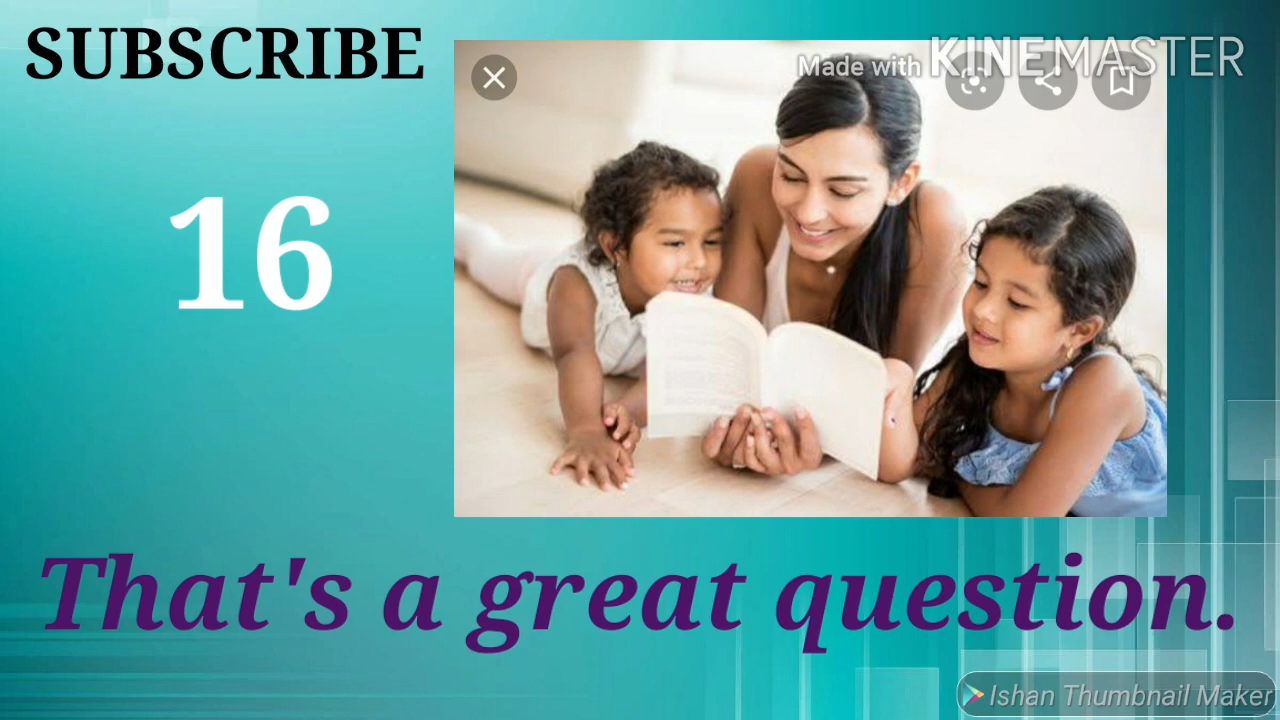 SUBSCRIBE
Made with KINEMASTER
16
That's a great question.
Ishan Thumbnail Maker